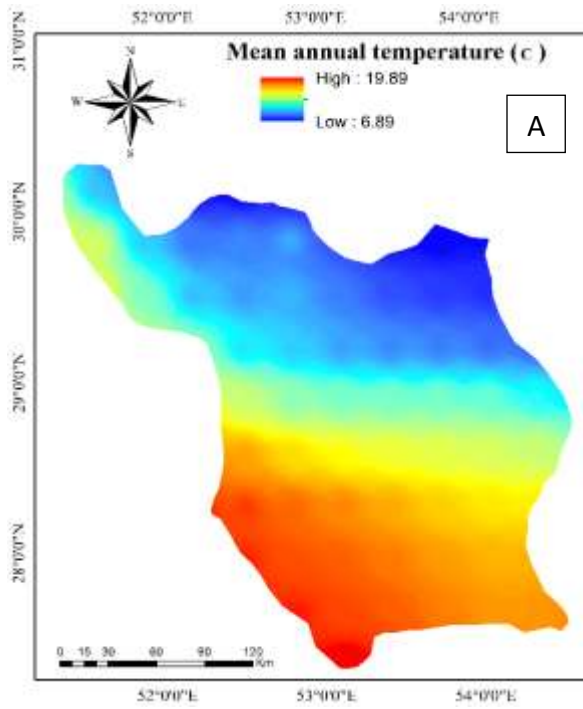 52°0'0"E 53°0'0"E 54°0'0"E
31°0'0"N
Mean annual temperature (c )
High : 19.89
Low : 6.89
A
N
W E
S
30°0'0"N
29°0'0"N
28°0'0"N
0 15 30 60 90 120
Km
52°0'0"E 53°0'0"E 54°0'0"E